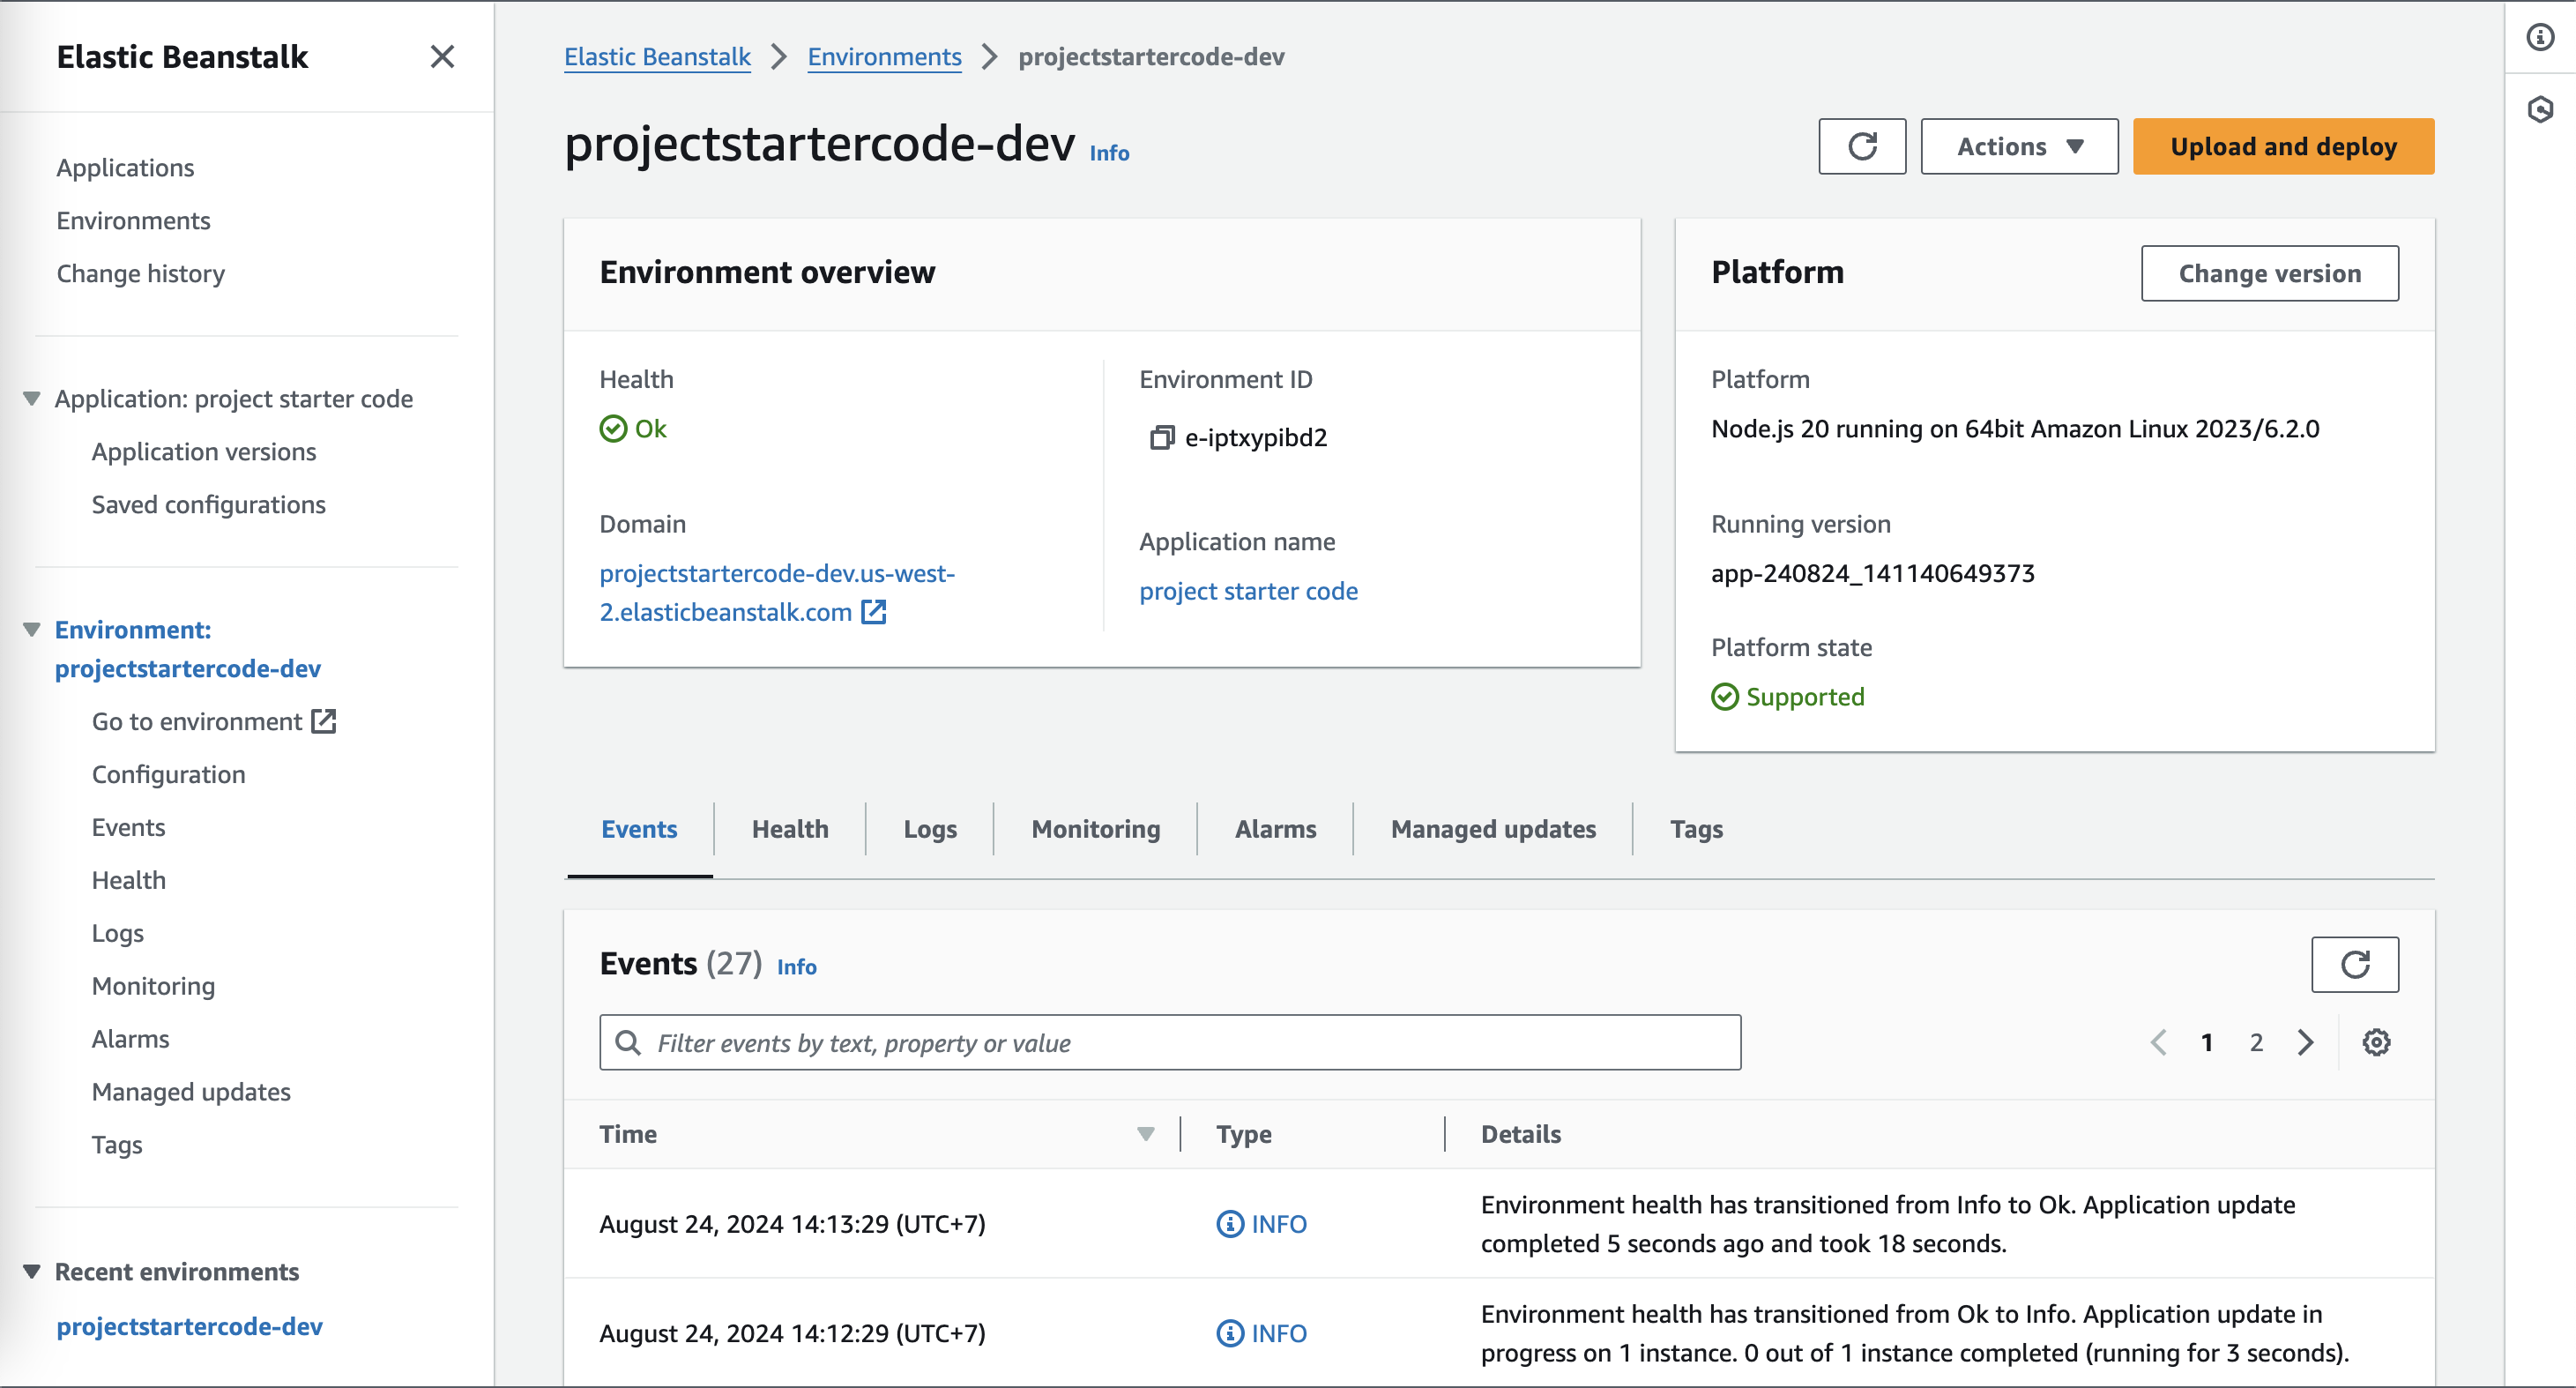 Elastic Beanstalk
Applications
Environments
Change history
Application: project starter code
Application versions
Saved configurations
Environment:
projectstartercode-dev
Go to environment
Configuration
Events
Health
Logs
Monitoring
Alarms
Managed updates
Tags
Recent environments
projectstartercode-dev
Elastic Beanstalk > Environments > projectstartercode-dev
projectstartercode-dev Info
Actions
Upload and deploy
Environment overview
Health
Ok
Domain
projectstartercode-dev.us-west-
2.elasticbeanstalk.com
Environment ID
e-iptxypibd2
Application name
project starter code
Platform
Change version
Platform
Node.js 20 running on 64bit Amazon Linux 2023/6.2.0
Running version
app-240824_141140649373
Platform state
Supported
Events Health Logs Monitoring Alarms Managed updates Tags
Events (27) Info
Filter events by text, property or value
1 2
Time Type Details
August 24, 2024 14:13:29 (UTC+7) INFO
Environment health has transitioned from Info to Ok. Application update
completed 5 seconds ago and took 18 seconds.
August 24, 2024 14:12:29 (UTC+7) INFO
Environment health has transitioned from Ok to Info. Application update in
progress on 1 instance. 0 out of 1 instance completed (running for 3 seconds).